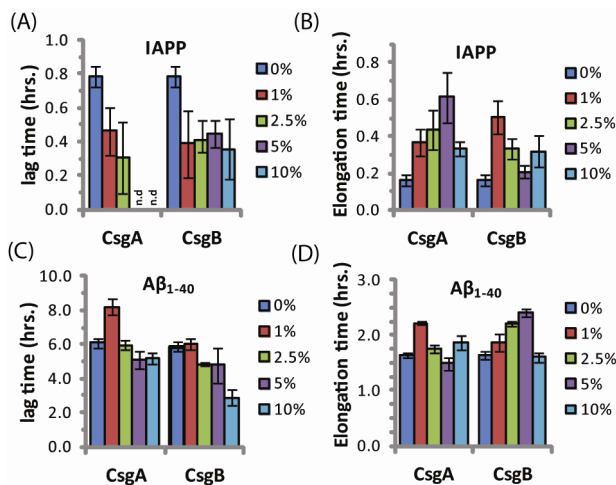 (A)
IAPP
lag time (hrs.)
1.0
0.8
0.6
0.4
0.2
0.0
n.d
n.d
CsgA
CsgB
0%
1%
2.5%
5%
10%
(B)
IAPP
Elongation time (hrs.)
0.8
0.6
0.4
0.2
0.0
CsgA
CsgB
0%
1%
2.5%
5%
10%
(C)
Aβ1-40
lag time (hrs.)
10.0
8.0
6.0
4.0
2.0
0.0
CsgA
CsgB
0%
1%
2.5%
5%
10%
(D)
Aβ1-40
Elongation time (hrs.)
3.0
2.0
1.0
0.0
CsgA
CsgB
0%
1%
2.5%
5%
10%